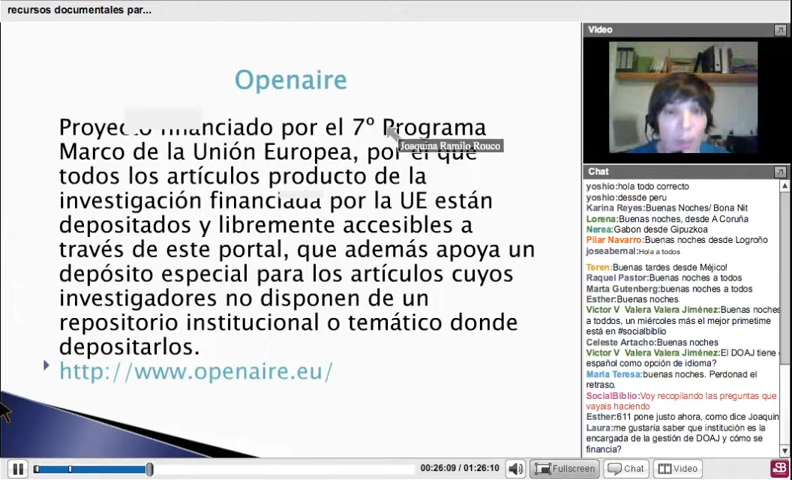 recursos documentales par...
Openaire
Proyecto financiado por el 7º Programa
Joaquina Ramilo Rouco
Marco de la Unión Europea, por el que
todos los artículos producto de la
investigación financiada por la UE están
depositados y libremente accesibles a
través de este portal, que además apoya un
depósito especial para los artículos cuyos
investigadores no disponen de un
repositorio institucional o temático donde
depositarlos.
http://www.openaire.eu/
Video
Chat
yoshio:hola todo correcto
yoshio:dessde peru
Karina Reyes:Buenas Noches/ Bona Nit
Lorena:Buenas noches, desde A Coruña
Nerea:Gabon desde Gipuzkoa
Pilar Navarro:Buenas noches desde Logroño
joseabernal:Hola a todos
Teren:Buenas tardes desde Méjico!
Raquel Pastor:Buenas noches a todos
Marta Gutenberg:buenas noches a todos
Esther:Buenas noches
Victor V Valera Valera Jiménez:Buenas noches
a toddos, un miércoles más el mejor primetime
está en #socialbiblio
Celeste Artacho:Buenas noches
Victor V Valera Valera Jiménez:El DOAJ tiene
español como opción de idioma?
Maria Teresa:buenas noches. Perdonad el
retraso.
SocialBiblio:Voy recopilando las preguntas que
vayais haciendo
Esther:611 pone justo ahora, como dice Joaquin
Laura:me gustaría saber que institución es la
encargada de la gestión de DOAJ y cómo se
financia?
00:26:09 / 01:26:10
Fullscreen
Chat
Video
SB